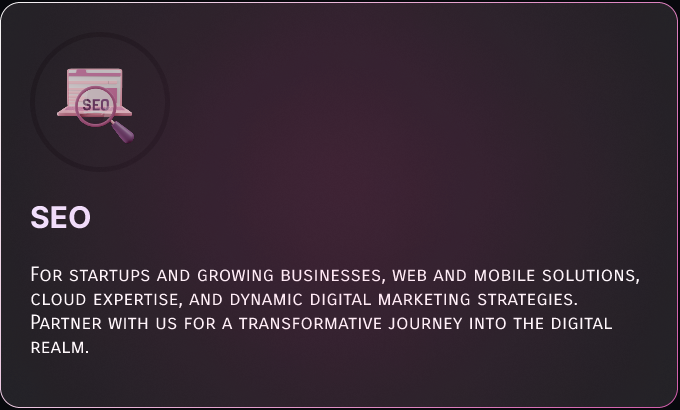 SEO
SEO
For startups and growing businesses, web and mobile solutions,
cloud expertise, and dynamic digital marketing strategies.
Partner with us for a transformative journey into the digital
realm.